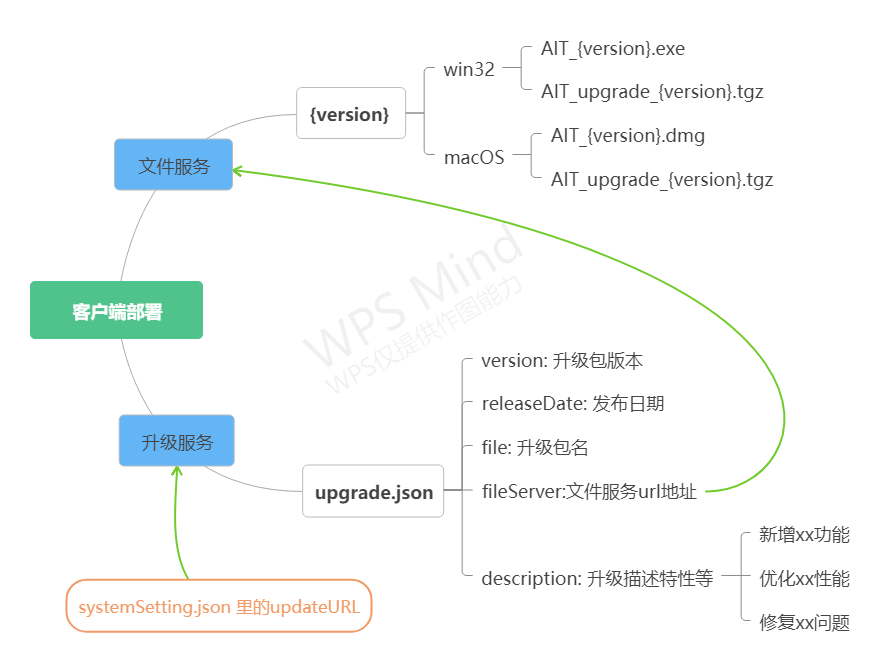 AIT_{version}.exe
win32
AIT_upgrade_{version}.tgz
{version}
AIT_{version}.dmg
macOS
AIT_upgrade_{version}.tgz
文件服务
客户端部署
WPS Mind
WPS仅提供作图能力
version: 升级包版本
releaseDate: 发布日期
升级服务
file: 升级包名
upgrade.json
fileServer:文件服务url地址
新增xx功能
description: 升级描述特性等
优化xx性能
修复xx问题
systemSetting.json 里的updateURL